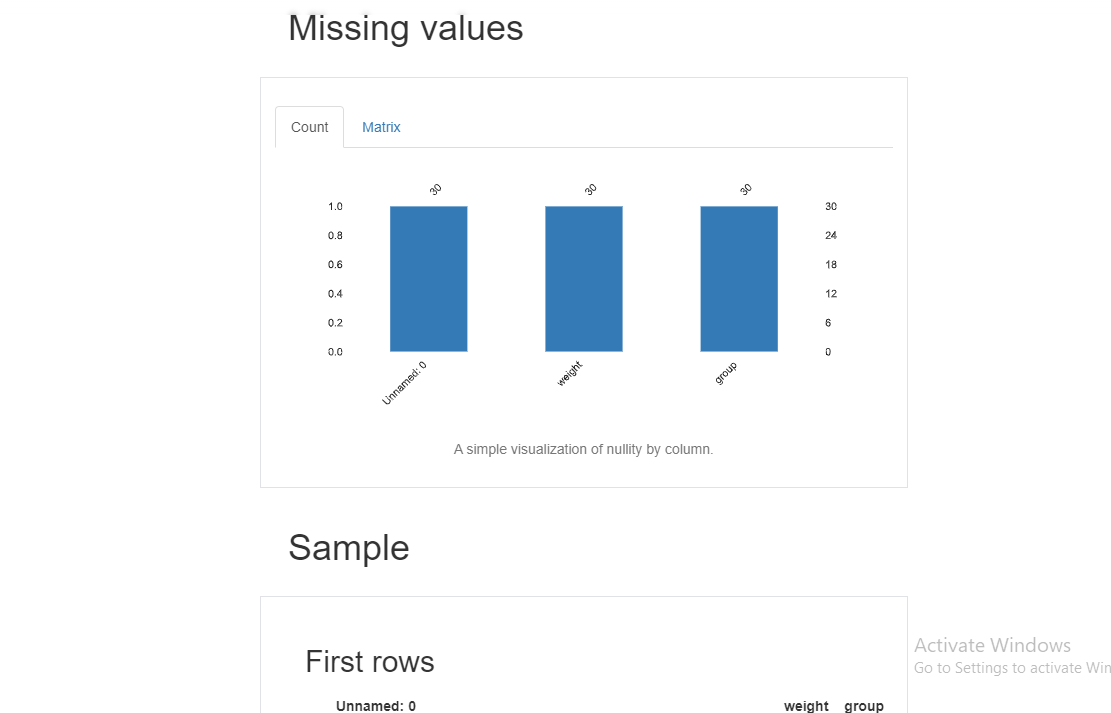 Missing values
Count Matrix
30 30 30
1.0 30
0.8 24
0.6 18
0.4 12
0.2 6
0.0 0
Unnamed: 0 weight group
A simple visualization of nullity by column.
Sample
Activate Windows
First rows
Go to Settings to activate Win
Unnamed: 0 weight group